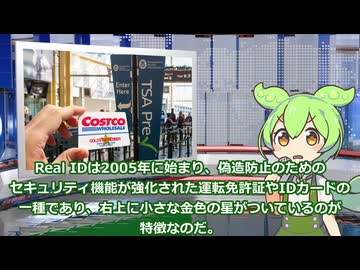 COSTCO
WHOLESALE
Enter
Here
TSA Pre✓
Real IDは2005年に始まり、偽造防止のための
セキュリティ機能が強化された運転免許証やIDカードの
一種であり、右上に小さな金色の星がついているのが
特徴なのだ。